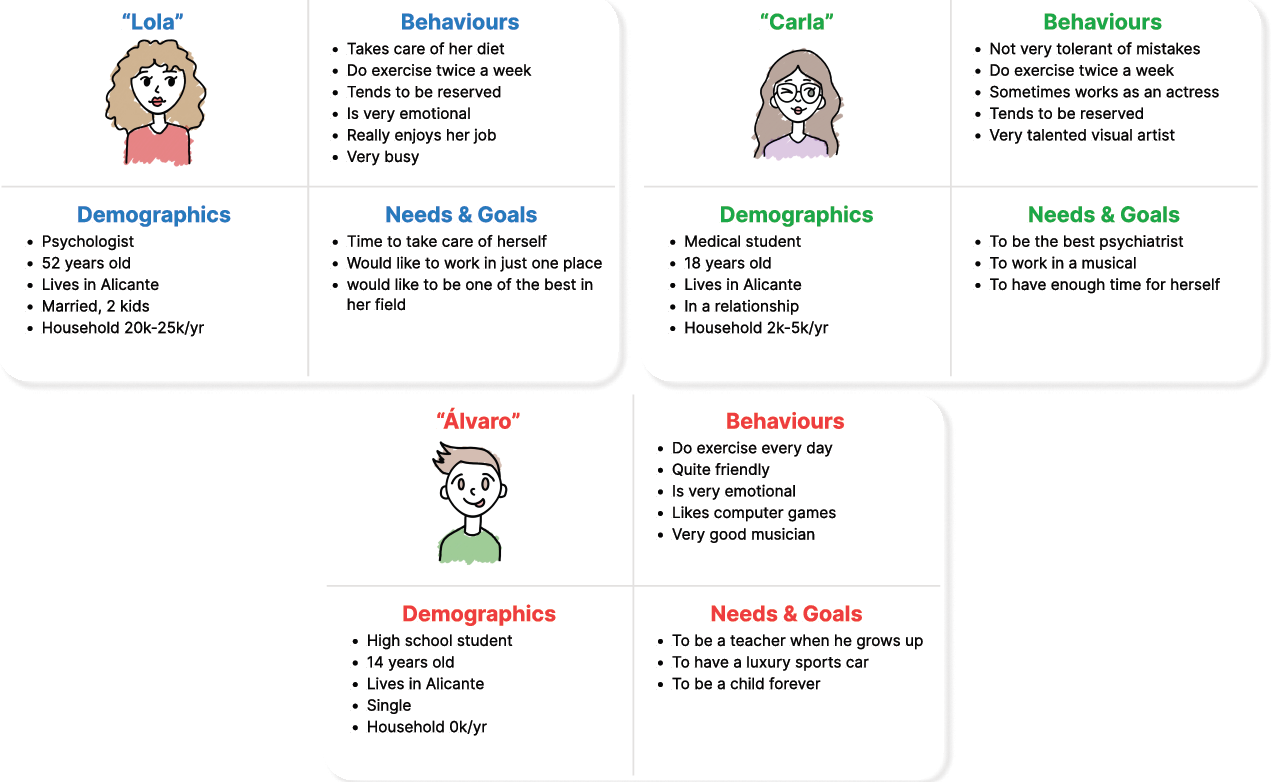 “Lola”
Behaviours
• Takes care of her diet
• Do exercise twice a week
• Tends to be reserved
• Is very emotional
• Really enjoys her job
• Very busy
Demographics
• Psychologist
• 52 years old
• Lives in Alicante
• Married, 2 kids
• Household 20k-25k/yr
Needs & Goals
• Time to take care of herself
• Would like to work in just one place
• would like to be one of the best in
her field
“Carla”
Behaviours
• Not very tolerant of mistakes
• Do exercise twice a week
• Sometimes works as an actress
• Tends to be reserved
• Very talented visual artist
Demographics
• Medical student
• 18 years old
• Lives in Alicante
• In a relationship
• Household 2k-5k/yr
Needs & Goals
• To be the best psychiatrist
• To work in a musical
• To have enough time for herself
“Álvaro”
Behaviours
• Do exercise every day
• Quite friendly
• Is very emotional
• Likes computer games
• Very good musician
Demographics
• High school student
• 14 years old
• Lives in Alicante
• Single
• Household 0k/yr
Needs & Goals
• To be a teacher when he grows up
• To have a luxury sports car
• To be a child forever